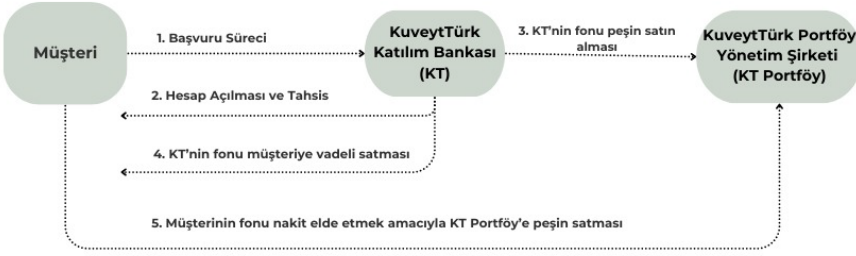 Müşteri
1. Başvuru Süreci
KuveytTürk
Katılım Bankası
(KT)
3. KT'nin fonu peşin satın
alması
KuveytTürk Portföy
Yönetim Şirketi
(KT Portföy)
2. Hesap Açılması ve Tahsis
4. KT'nin fonu müşteriye vadeli satması
5. Müşterinin fonu nakit elde etmek amacıyla KT Portföy'e peşin satması